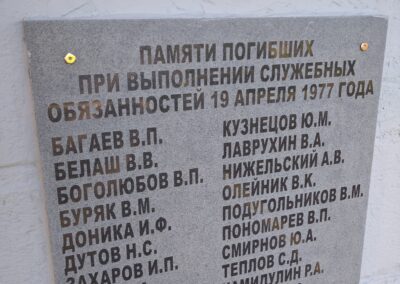 ПАМЯТИ ПОГИБШИХ
ПРИ ВЫПОЛНЕНИИ СЛУЖЕБНЫХ
ОБЯЗАННОСТЕЙ 19 АПРЕЛЯ 1977 ГОДА
БАГАЕВ В.П.
БЕЛАШ В.В.
БОГОЛЮБОВ В.П.
БУРЯК В.М.
ДОНИКА И.Ф.
ДУТОВ Н.С.
ЗАХАРОВ И.П.
КУЗНЕЦОВ Ю.М.
ЛАВРУХИН В.А.
НИЖЕЛЬСКИЙ А.В.
ОЛЕЙНИК В.К.
ПОДУГОЛЬНИКОВ В.М.
ПОНОМАРЕВ В.П.
СМИРНОВ Ю.А.
ТЕПЛОВ С.Д.
ХАМИДУЛИН Р.А.